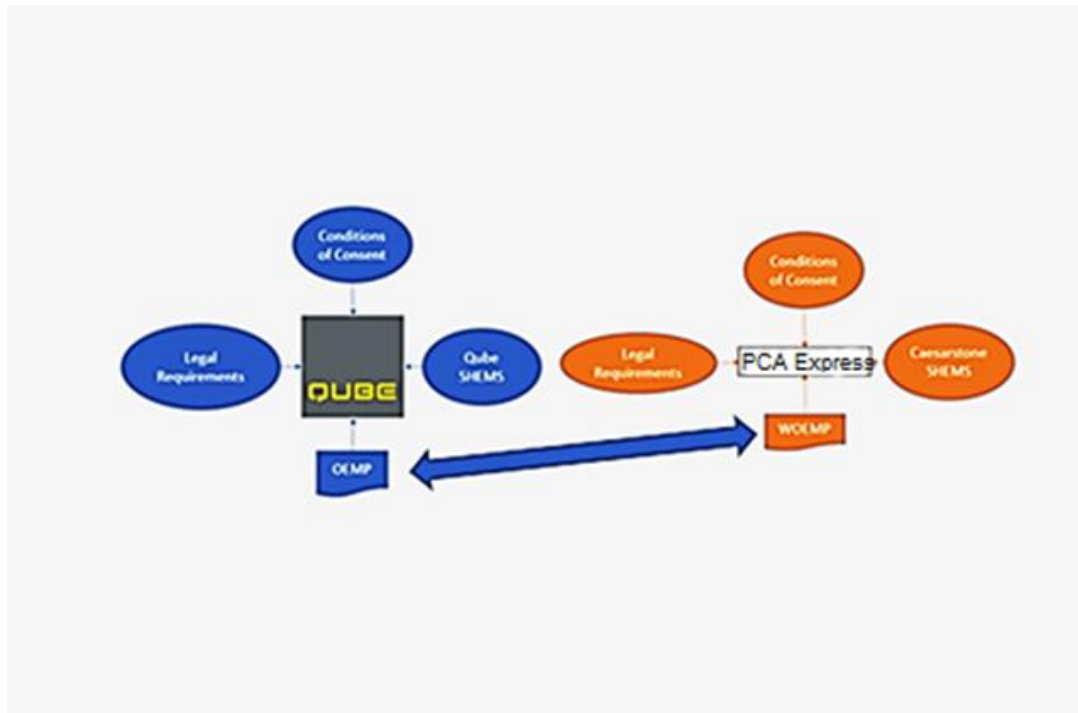 Conditions
of Consent
Legal
Requirements
QUBE
Qube
SHEMS
OEMP
Conditions
of Consent
Legal
Requirements
PCA Express
Caesarstone
SHEMS
WOEMP